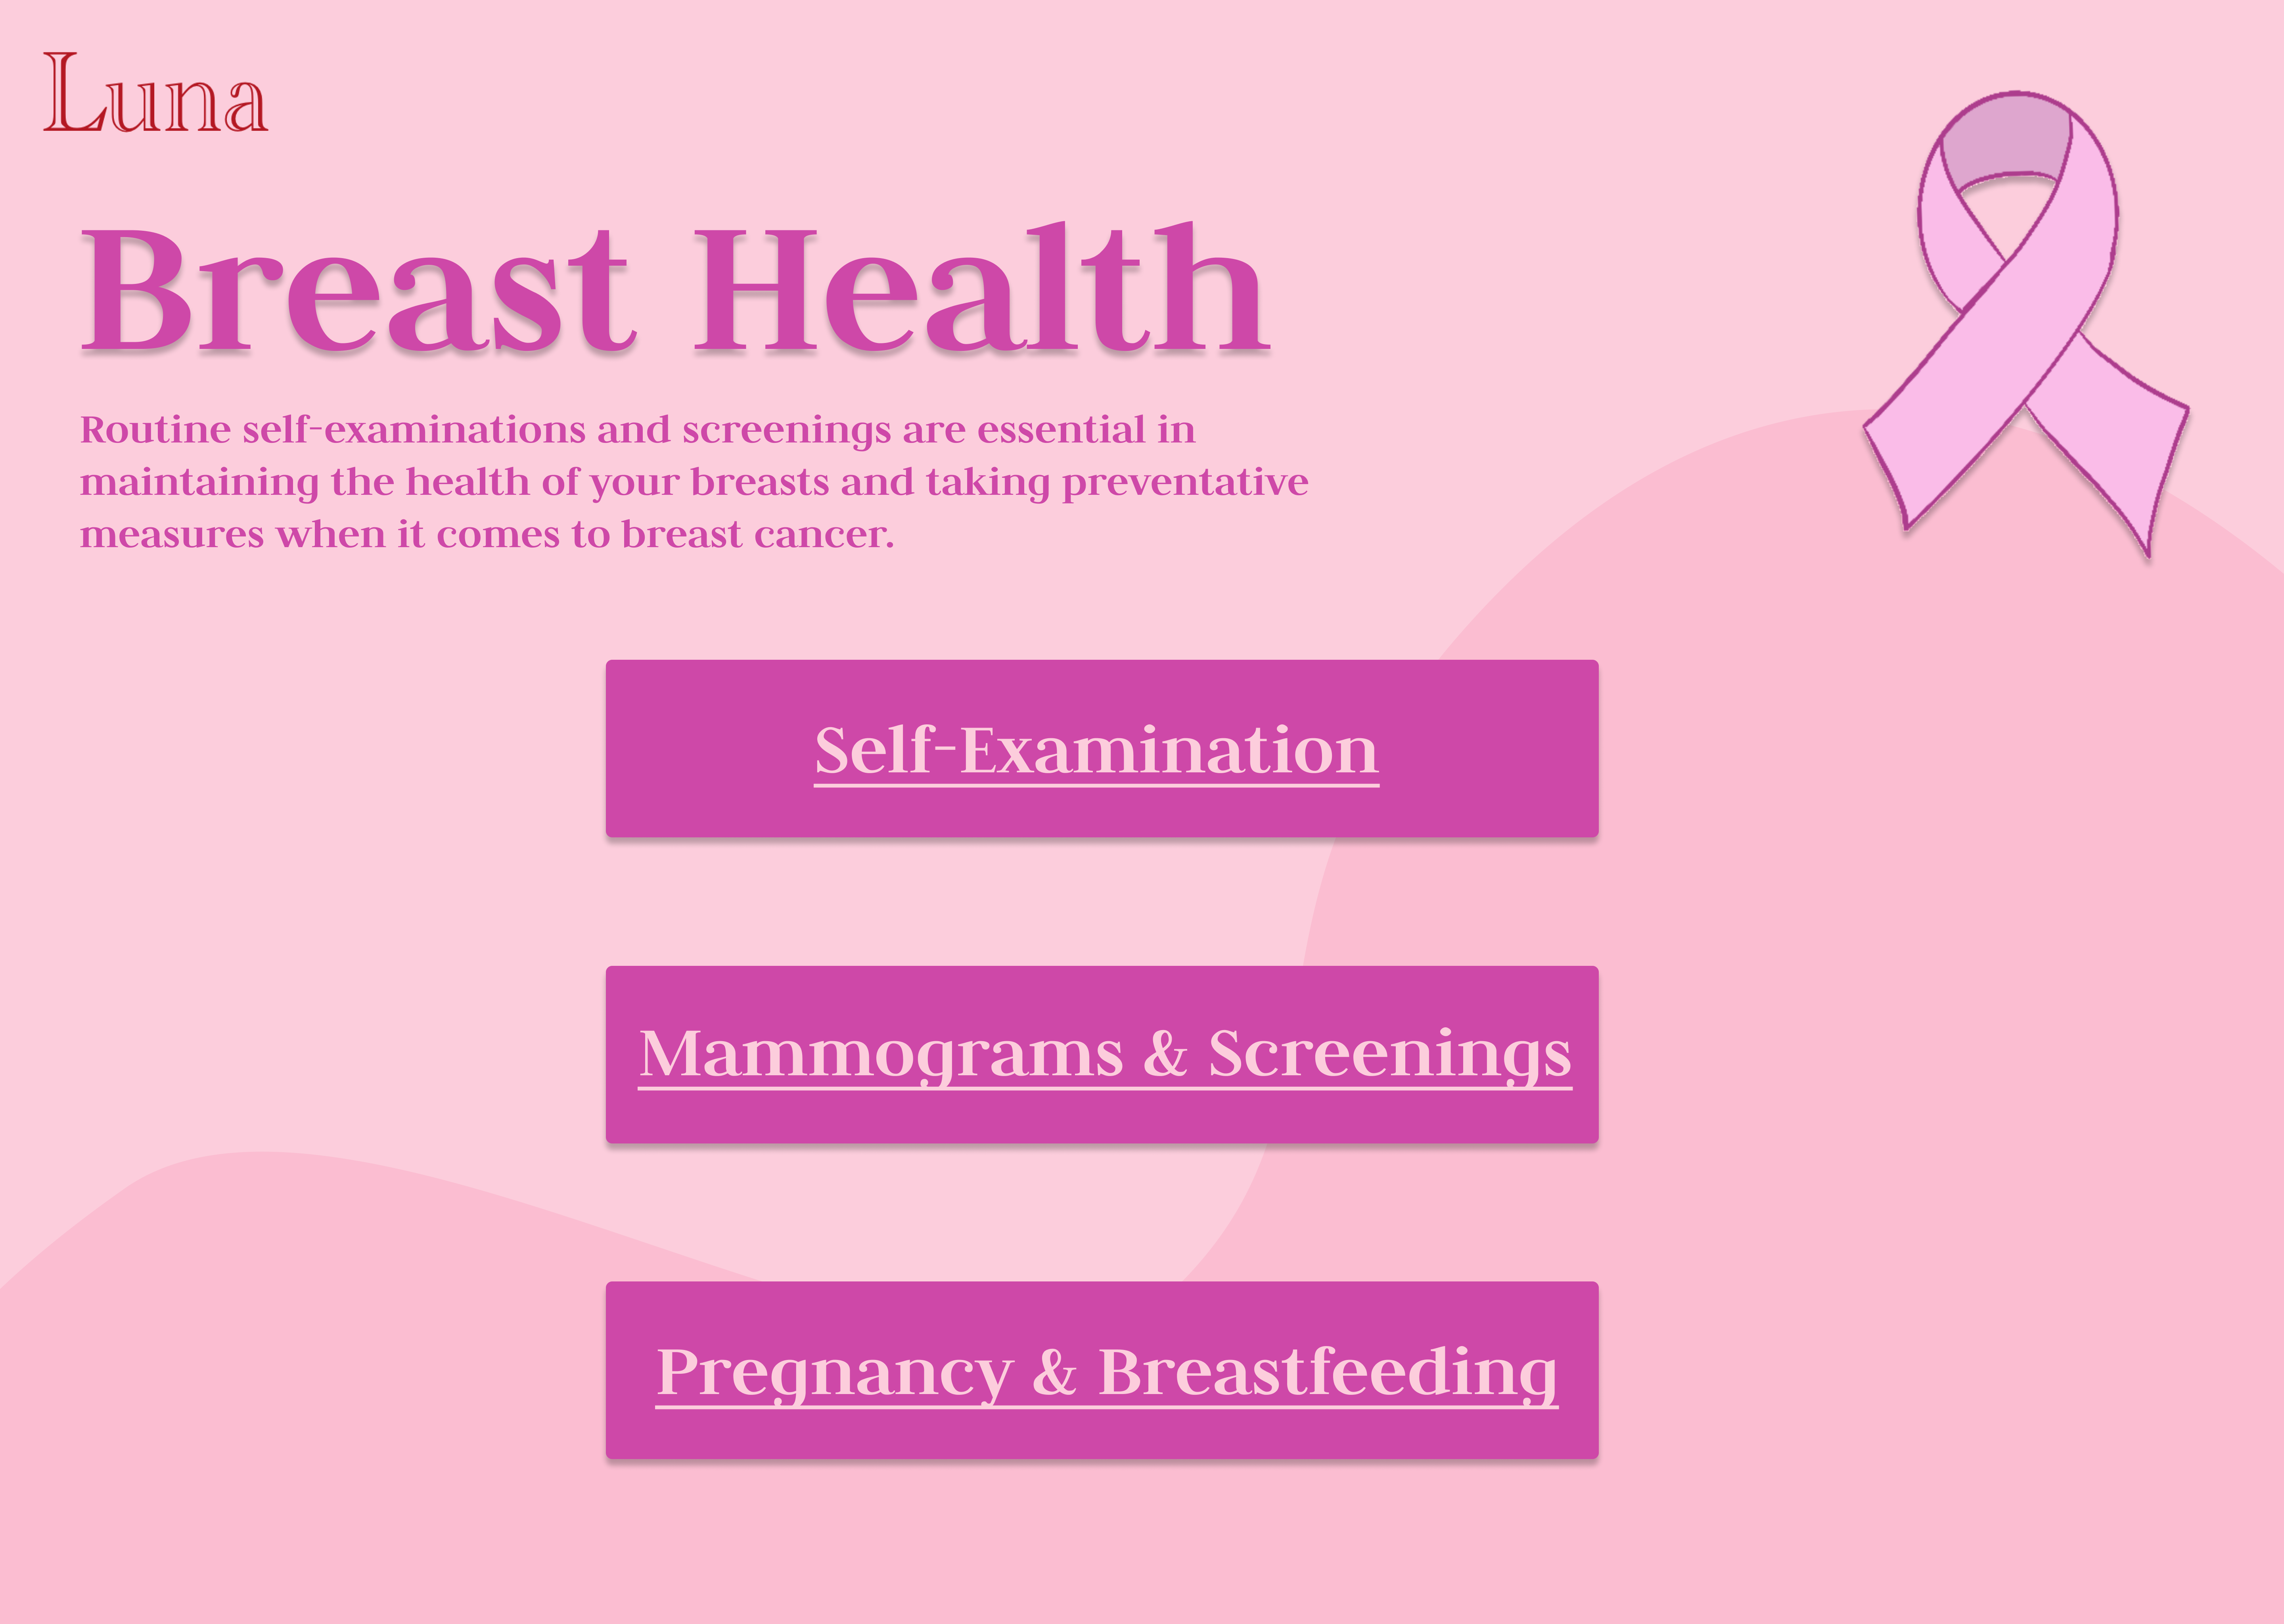 Luna
Breast Health
Routine self-examinations and screenings are essential in
maintaining the health of your breasts and taking preventative
measures when it comes to breast cancer.
Self-Examination
Mammograms & Screenings
Pregnancy & Breastfeeding